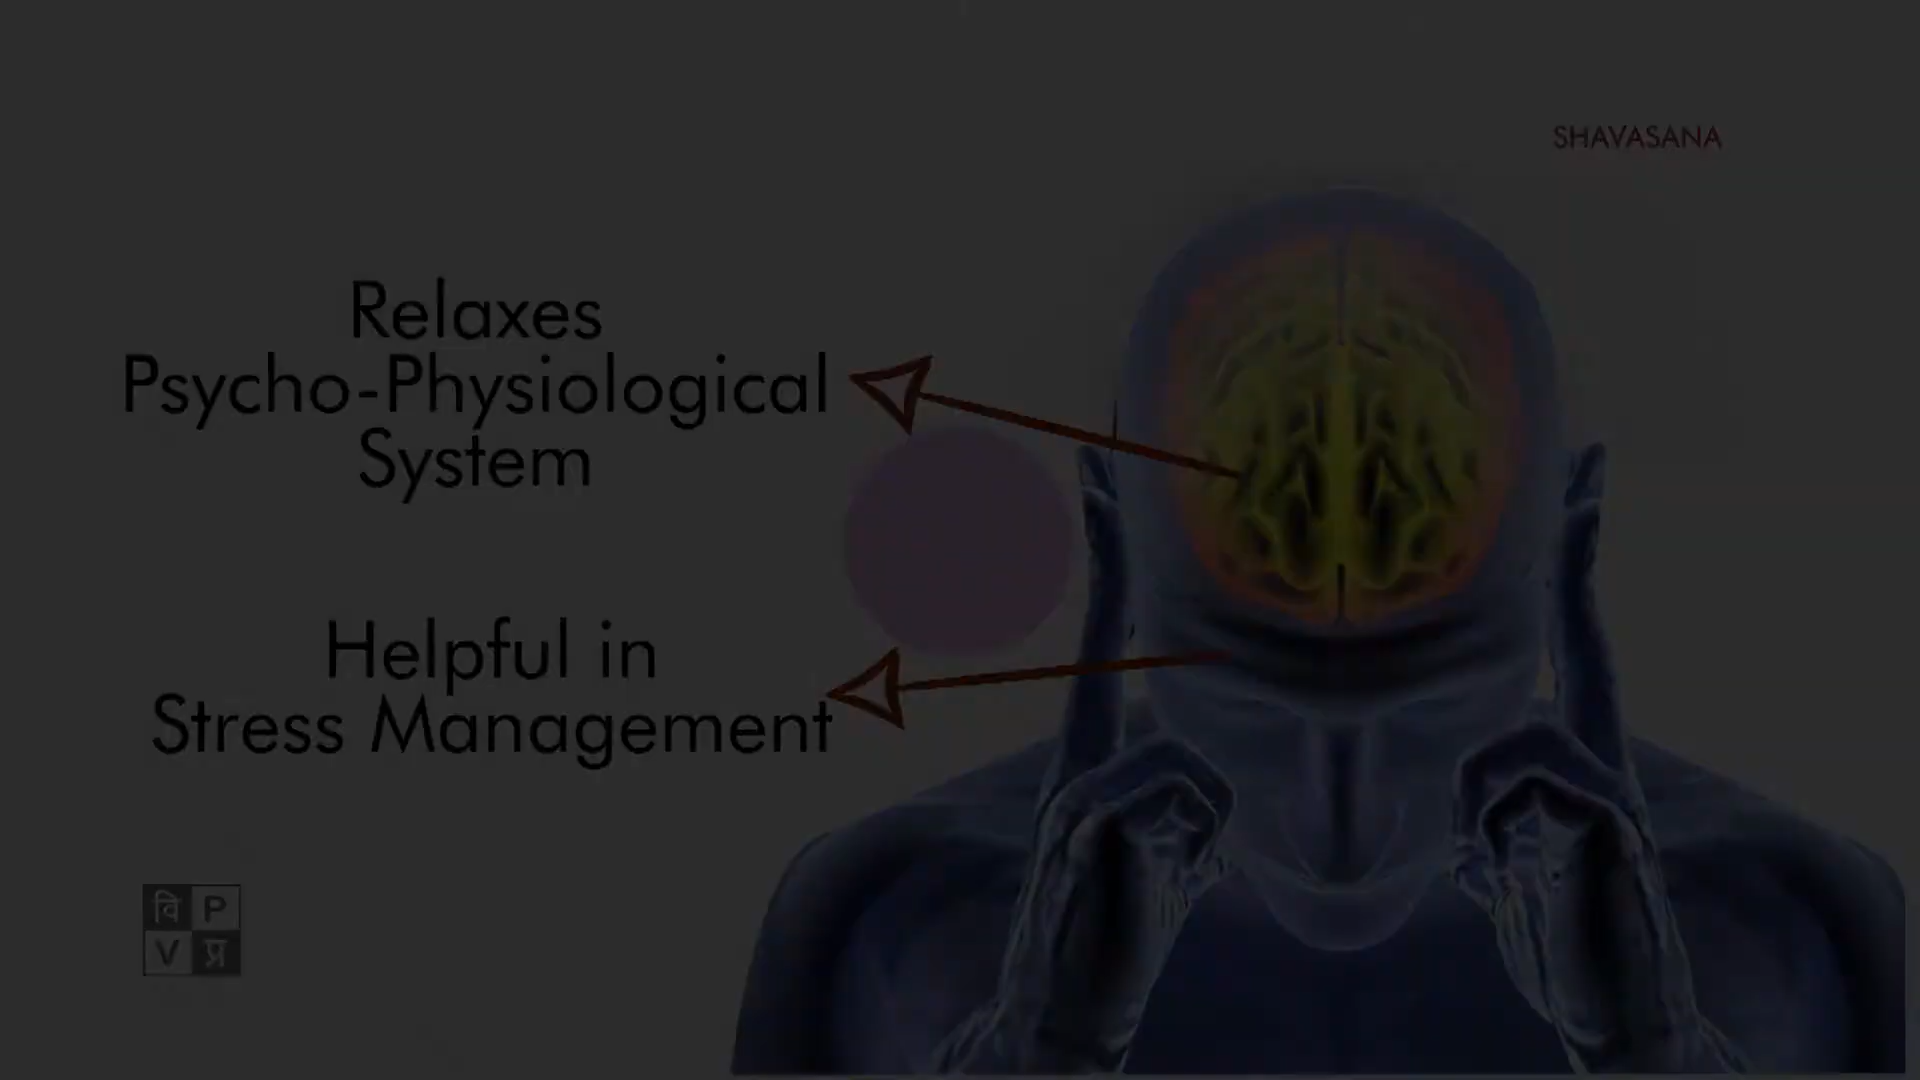 SHAVASANA
Relaxes
Psycho-Physiological
System
Helpful in
Stress Management
वि P
V प्र